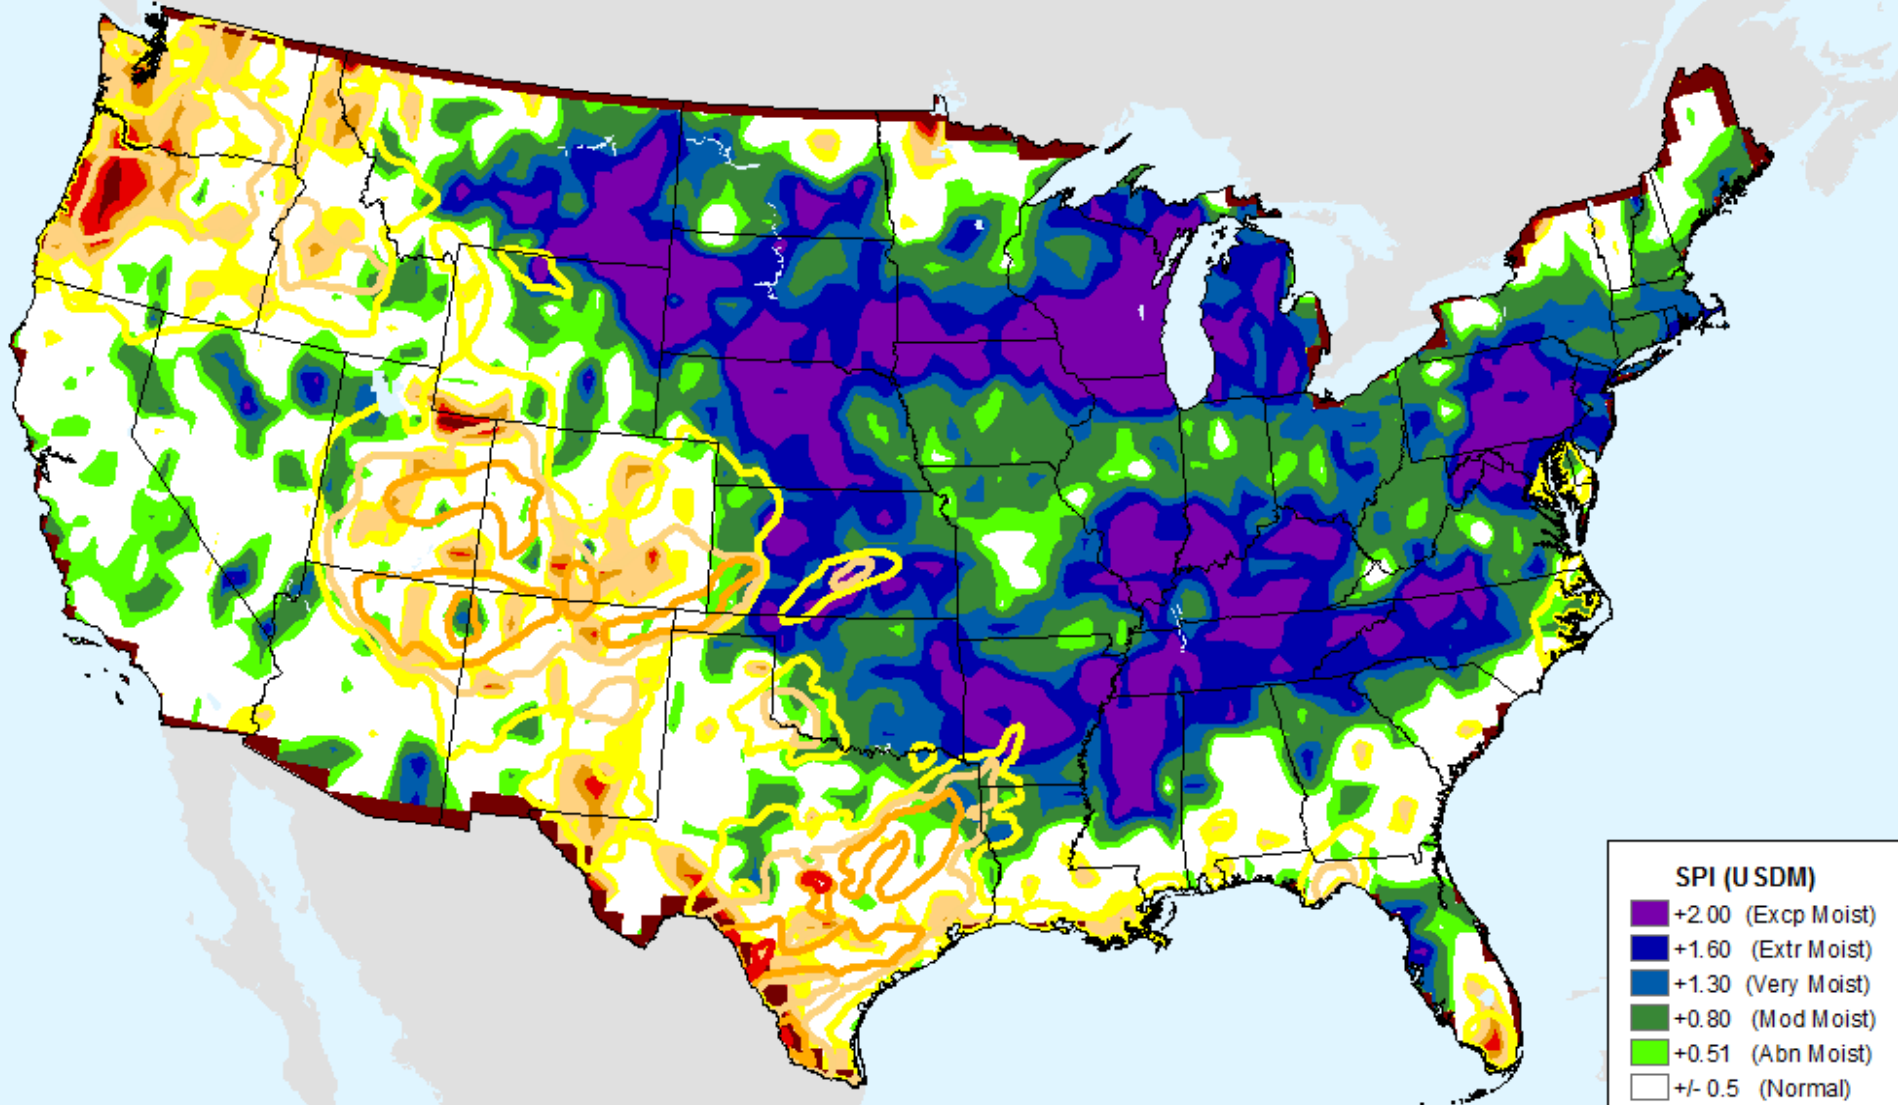 SPI (USDM)
+2.00 (Excp Moist)
+1.60 (Extr Moist)
+1.30 (Very Moist)
+0.80 (Mod Moist)
+0.51 (Abn Moist)
+/- 0.5 (Normal)